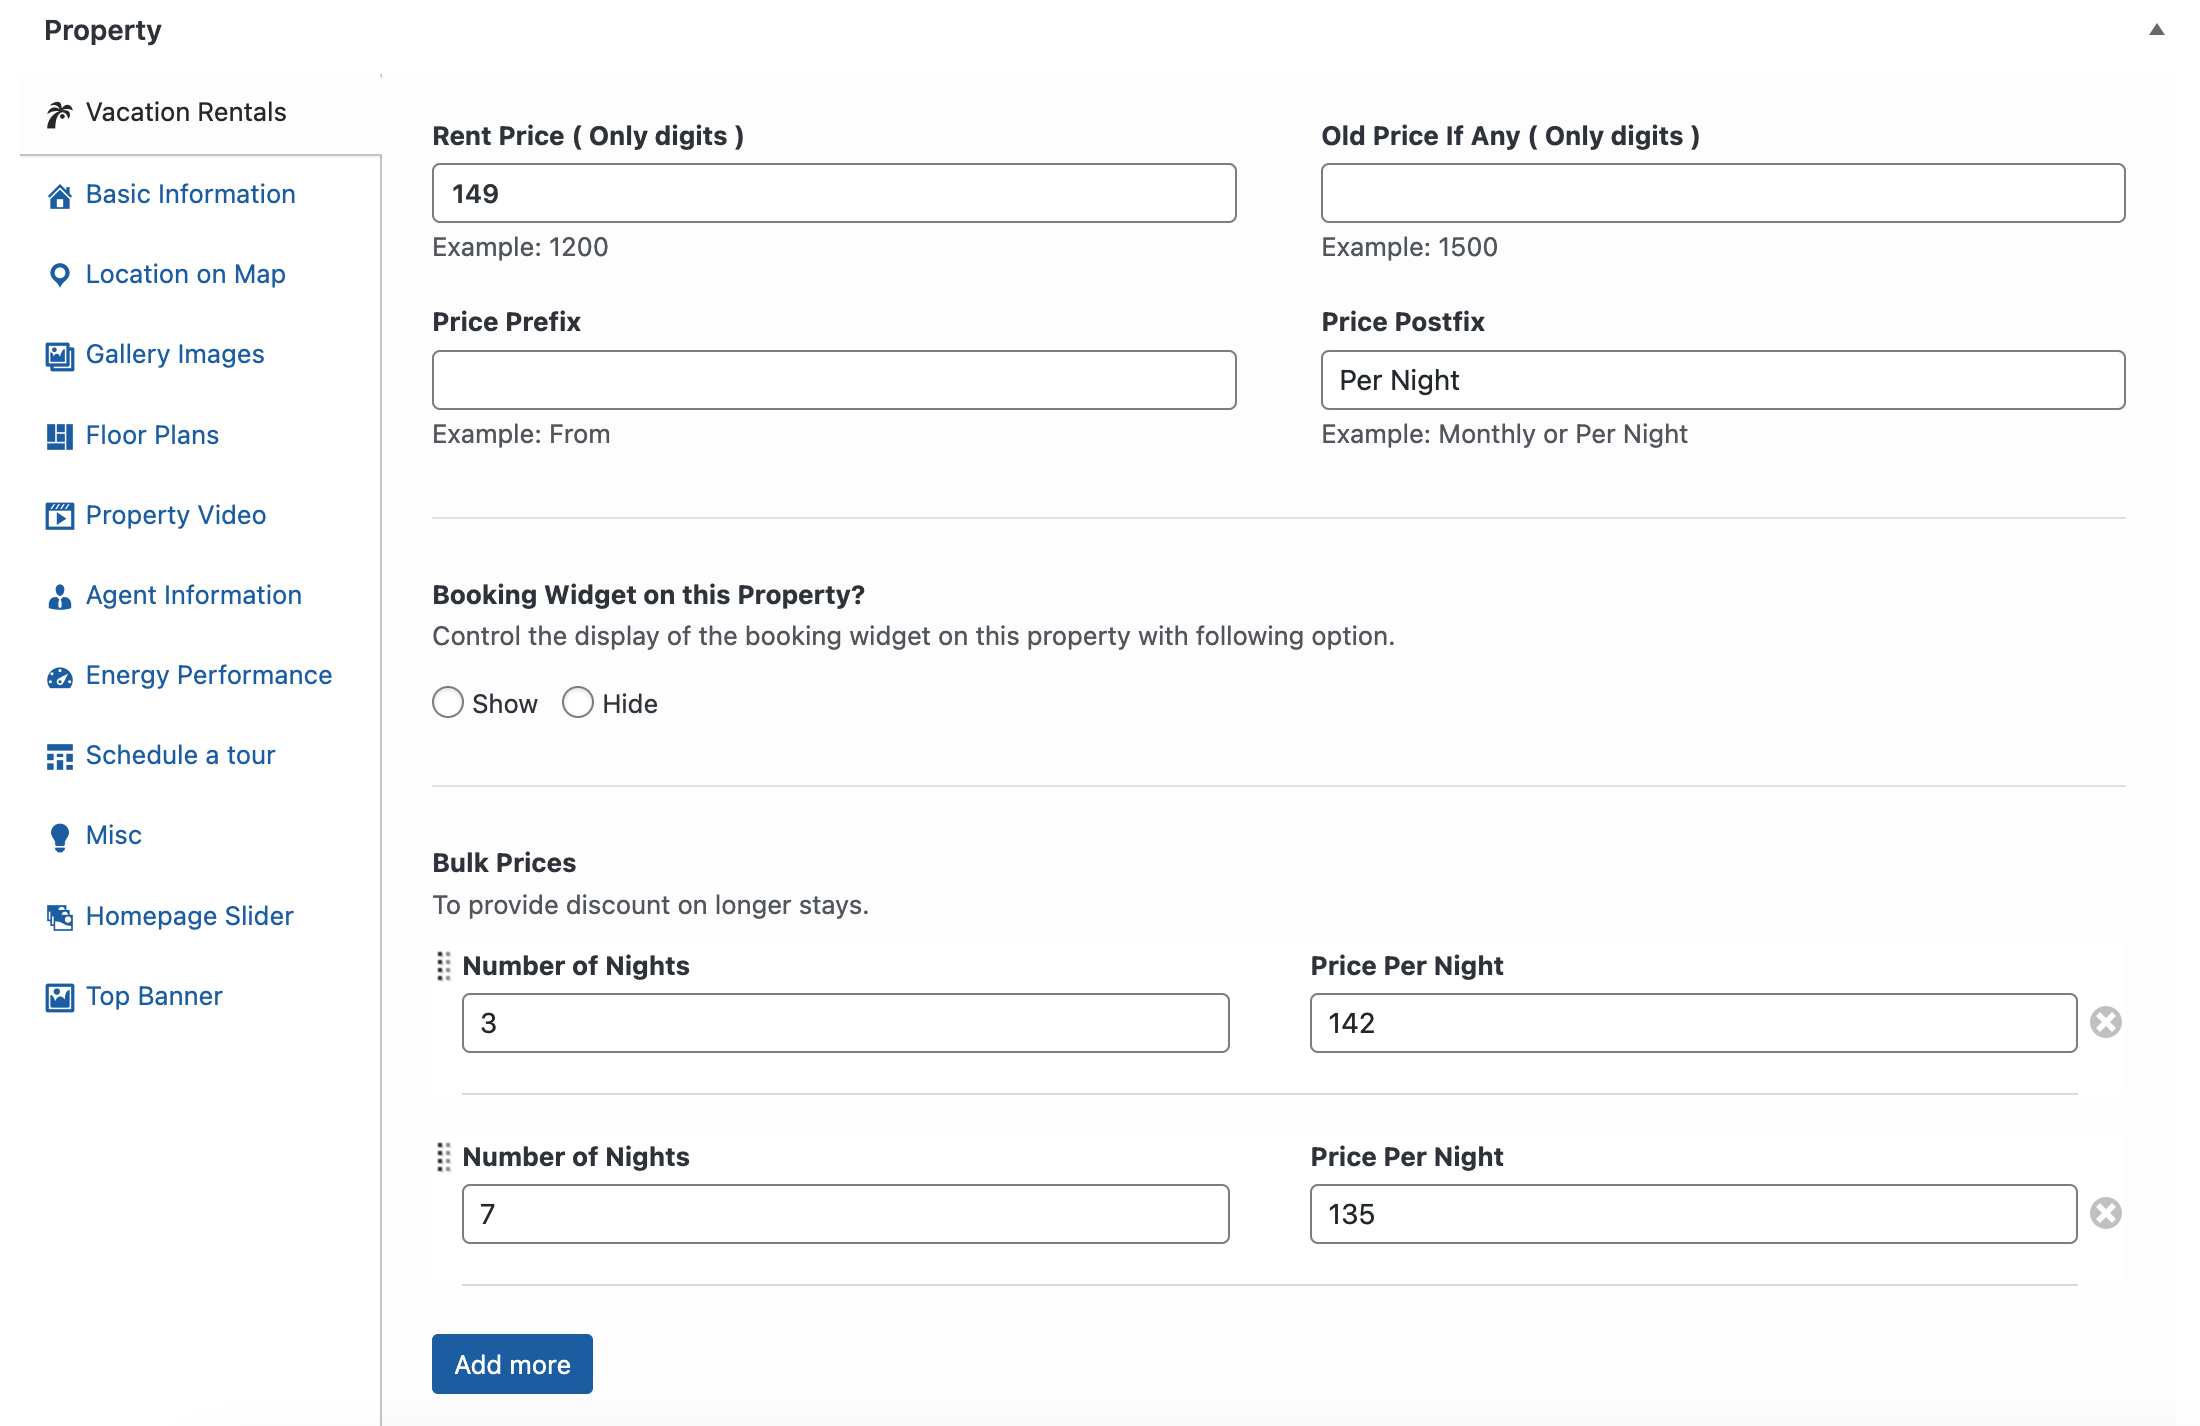 Property
Vacation Rentals
Basic Information
Location on Map
Gallery Images
Floor Plans
Property Video
Agent Information
Energy Performance
Schedule a tour
Misc
Homepage Slider
Top Banner
Rent Price ( Only digits )
149
Example: 1200
Old Price If Any ( Only digits )
Example: 1500
Price Prefix
Example: From
Price Postfix
Per Night
Example: Monthly or Per Night
Booking Widget on this Property?
Control the display of the booking widget on this property with following option.
Show Hide
Bulk Prices
To provide discount on longer stays.
Number of Nights
3
Price Per Night
142
Number of Nights
7
Price Per Night
135
Add more